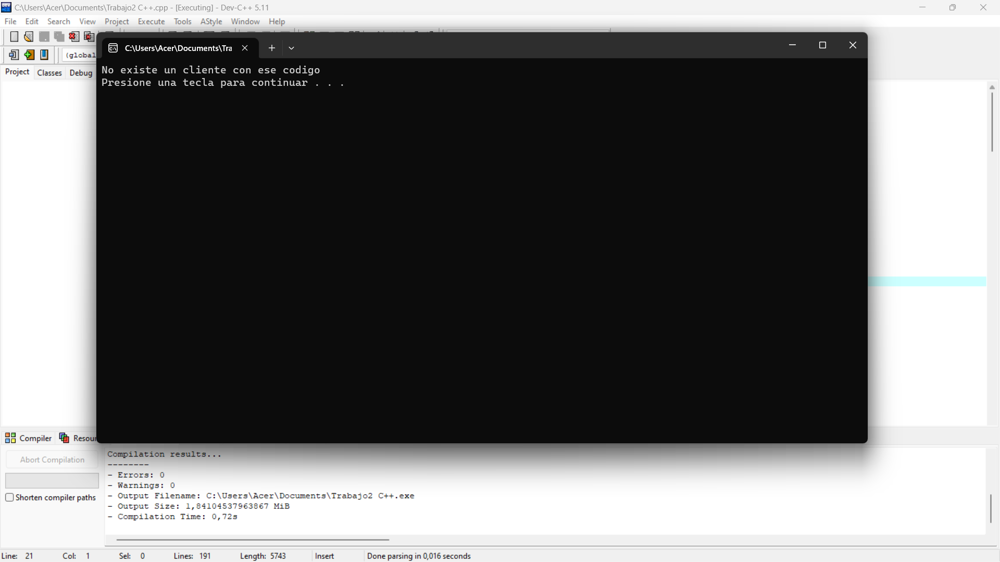 C:\Users\Acer\Documents\Trabajo2 C++.cpp - [Executing] - Dev-C++ 5.11
File Edit Search View Project Execute Tools AStyle Window Help
C:\Users\Acer\Documents\Tra
(global
Project Classes Debug
No existe un cliente con ese codigo
Presione una tecla para continuar . . .
Compiler Resour
Abort Compilation
Shorten compiler paths
Compilation results...
--------
- Errors: 0
- Warnings: 0
- Output Filename: C:\Users\Acer\Documents\Trabajo2 C++.exe
- Output Size: 1,84104537963867 MiB
- Compilation Time: 0,72s
Line: 21 Col: 1 Sel: 0 Lines: 191 Length: 5743 Insert Done parsing in 0,016 seconds